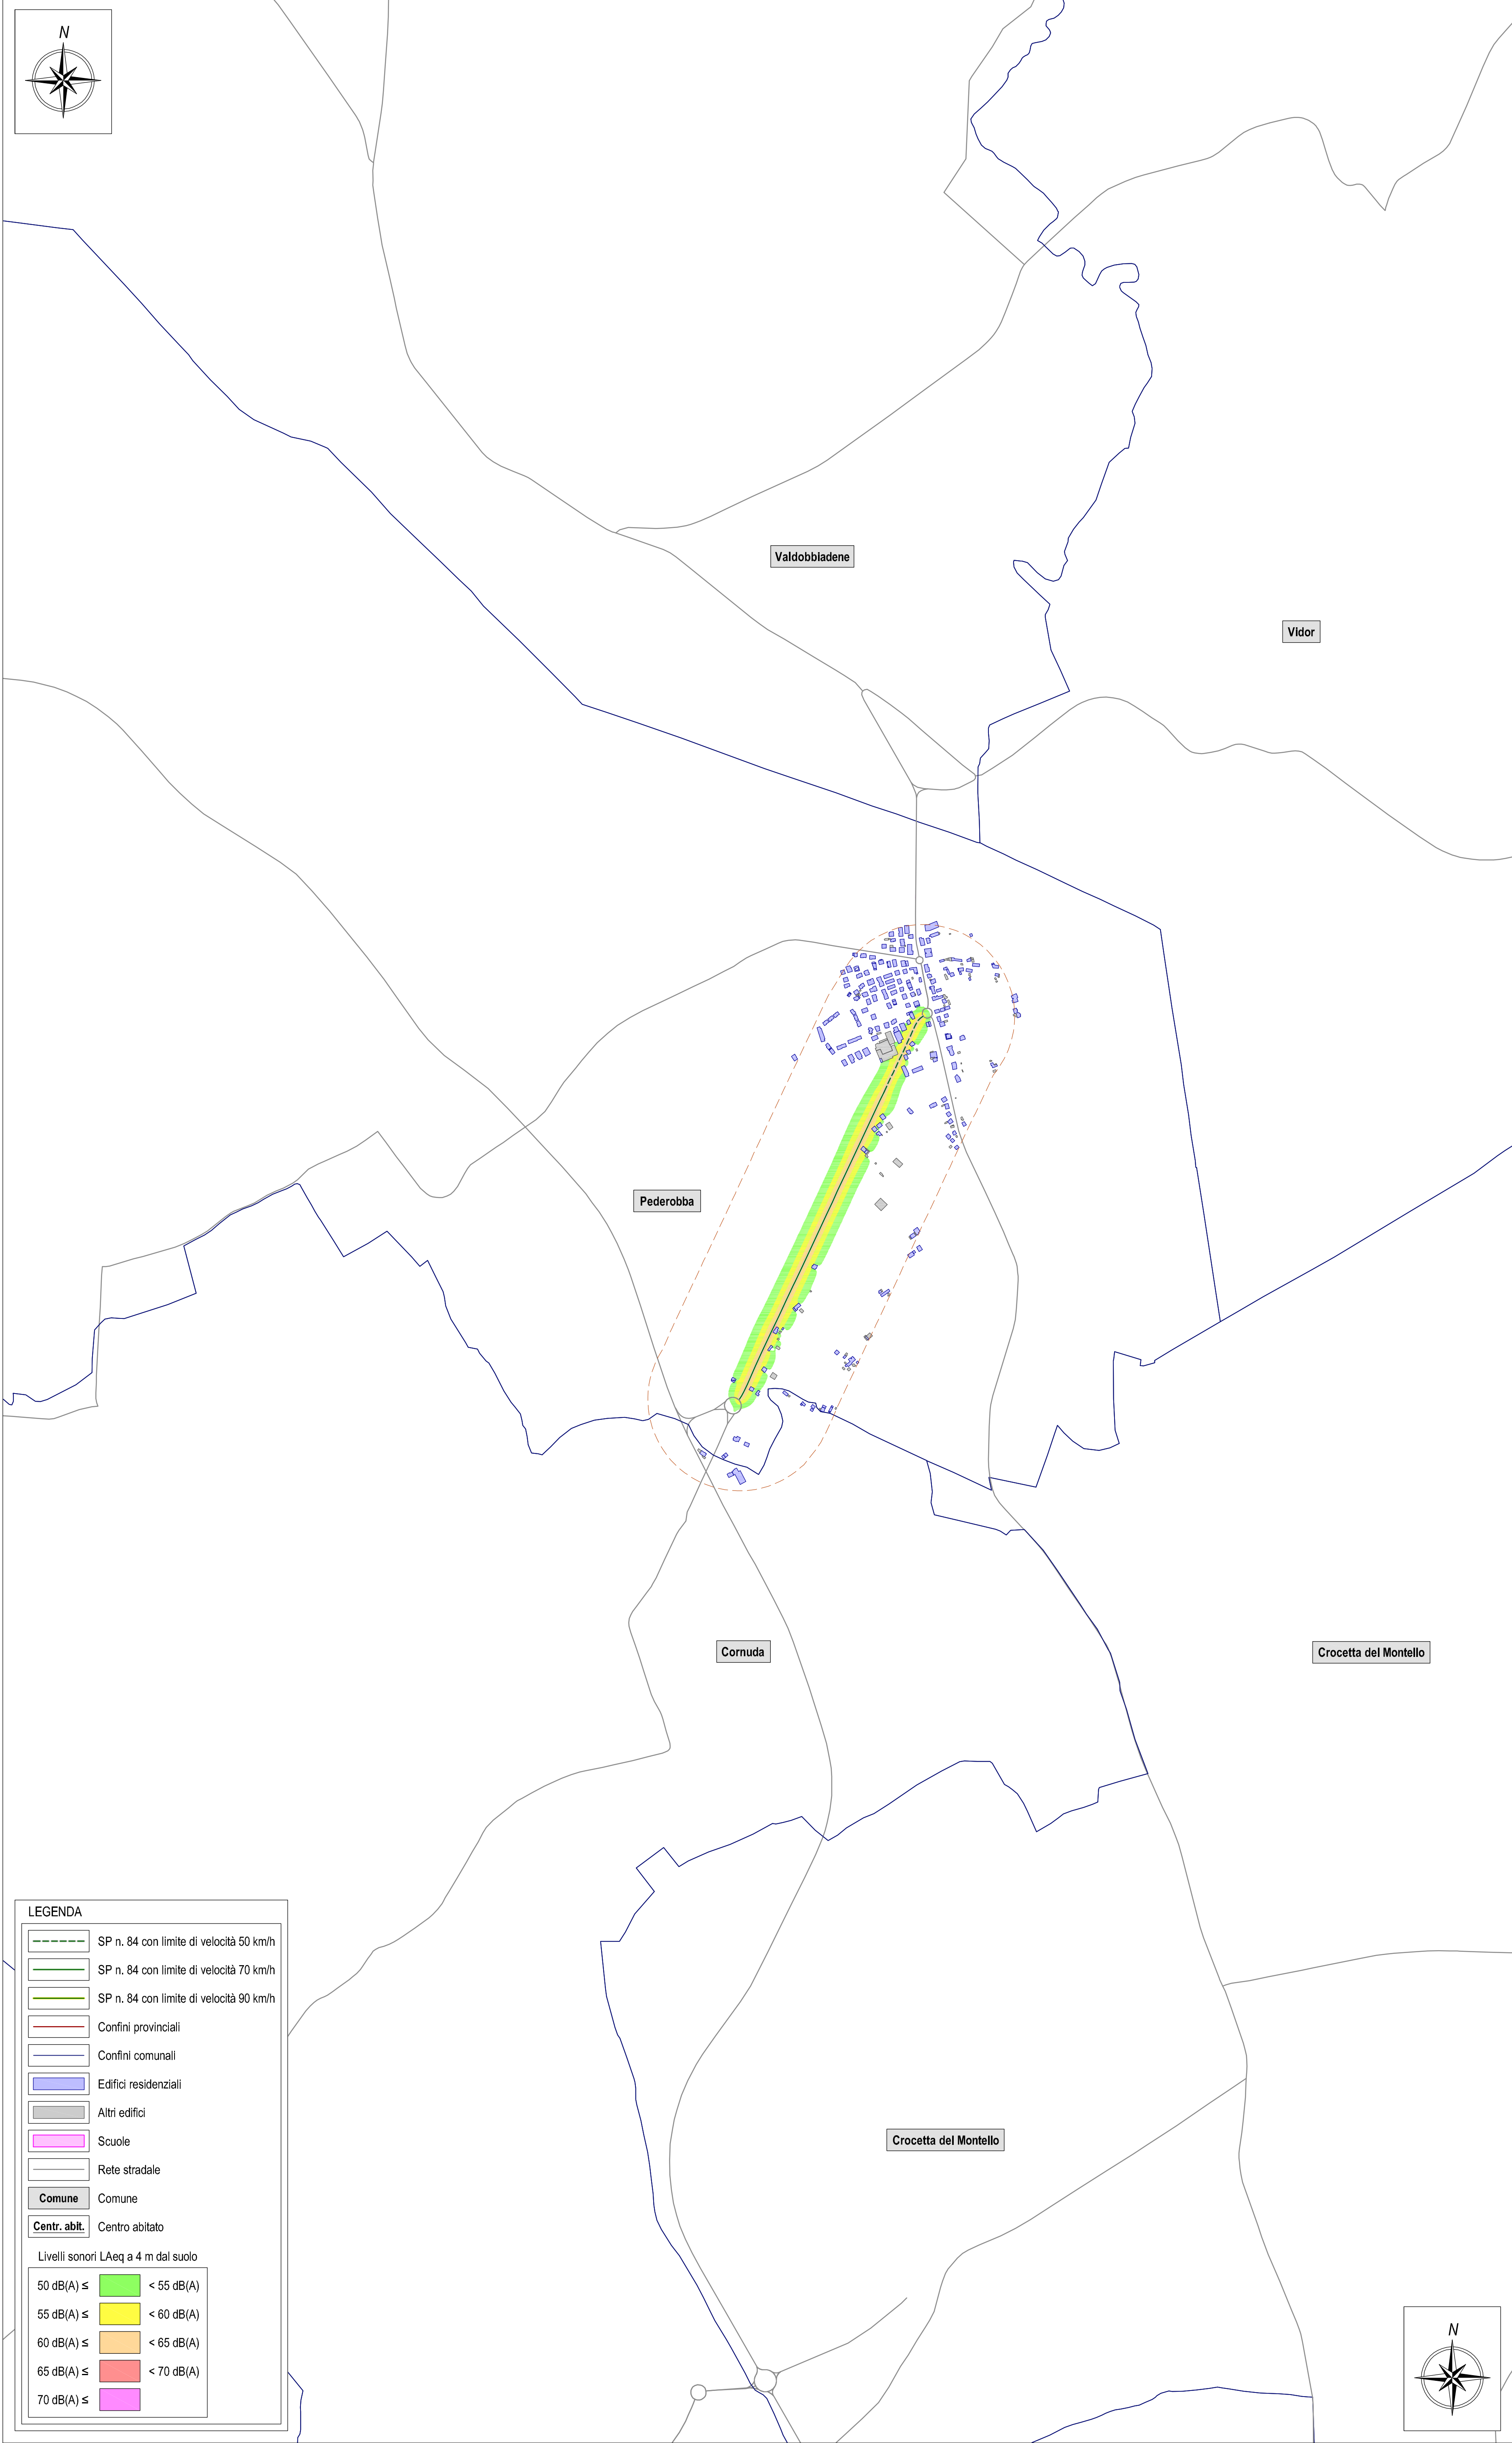 N
Valdobbiadene
Vidor
Pederobba
Cornuda
Crocetta del Montello
LEGENDA
SP n. 84 con limite di velocità 50 km/h
SP n. 84 con limite di velocità 70 km/h
SP n. 84 con limite di velocità 90 km/h
Confini provinciali
Confini comunali
Edifici residenziali
Altri edifici
Scuole
Rete stradale
Comune Comune
Centr. abit. Centro abitato
Livelli sonori LAeq a 4 m dal suolo
50 dB(A) ≤ < 55 dB(A)
55 dB(A) ≤ < 60 dB(A)
60 dB(A) ≤ < 65 dB(A)
65 dB(A) ≤ < 70 dB(A)
70 dB(A) ≤
Crocetta del Montello
N